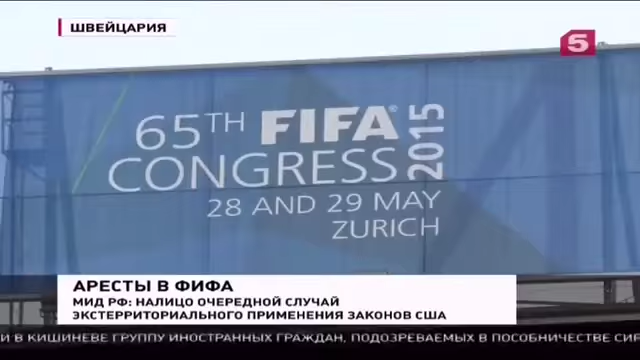 ШВЕЙЦАРИЯ
5
65TH FIFA®
CONGRESS 2015
28 AND 29 MAY
ZURICH
АРЕСТЫ В ФИФА
МИД РФ: НАЛИЦО ОЧЕРЕДНОЙ СЛУЧАЙ
ЭКСТЕРРИТОРИАЛЬНОГО ПРИМЕНЕНИЯ ЗАКОНОВ США
И В КИШИНЕВЕ ГРУППУ ИНОСТРАННЫХ ГРАЖДАН, ПОДОЗРЕВАЕМЫХ В ПОСОБНИЧЕСТВЕ СИ